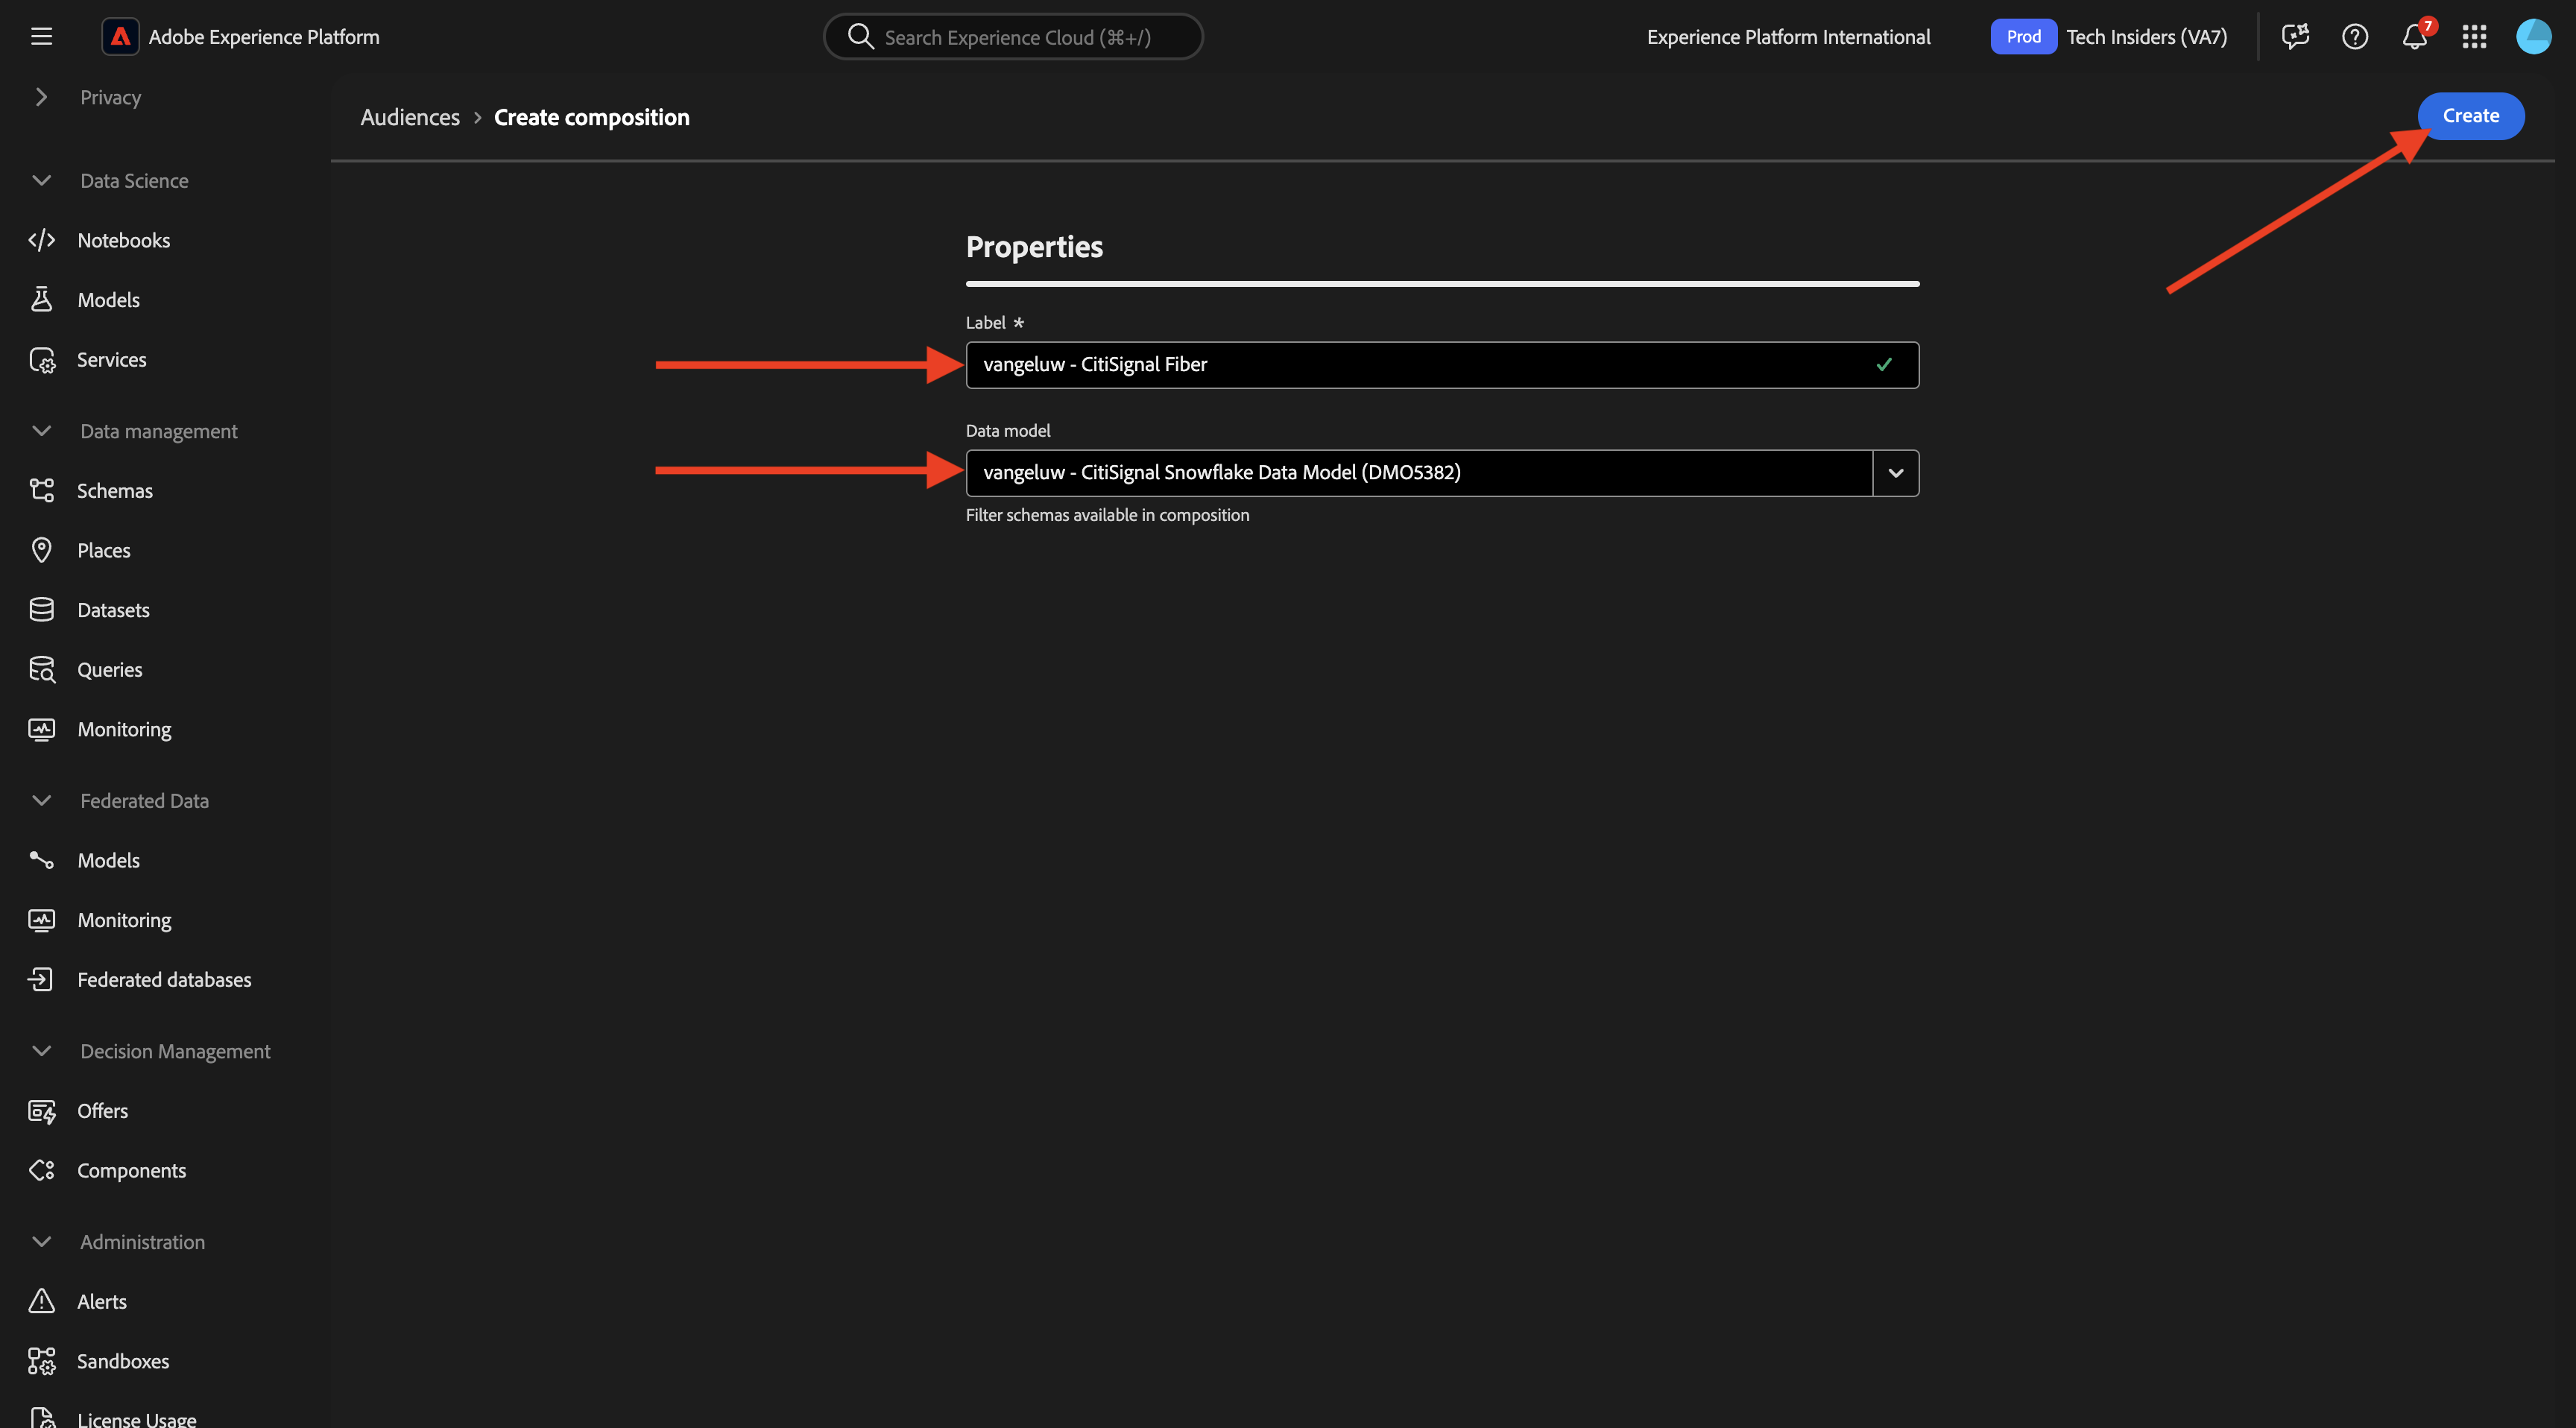 Adobe Experience Platform
Search Experience Cloud (⌘+/)
Experience Platform International
Prod
Tech Insiders (VA7)
7
Privacy
Data Science
Notebooks
Models
Services
Data management
Schemas
Places
Datasets
Queries
Monitoring
Federated Data
Models
Monitoring
Federated databases
Decision Management
Offers
Components
Administration
Alerts
Sandboxes
License Usage
Audiences > Create composition
Create
Properties
Label *
vangeluw - CitiSignal Fiber
Data model
vangeluw - CitiSignal Snowflake Data Model (DMO5382)
Filter schemas available in composition